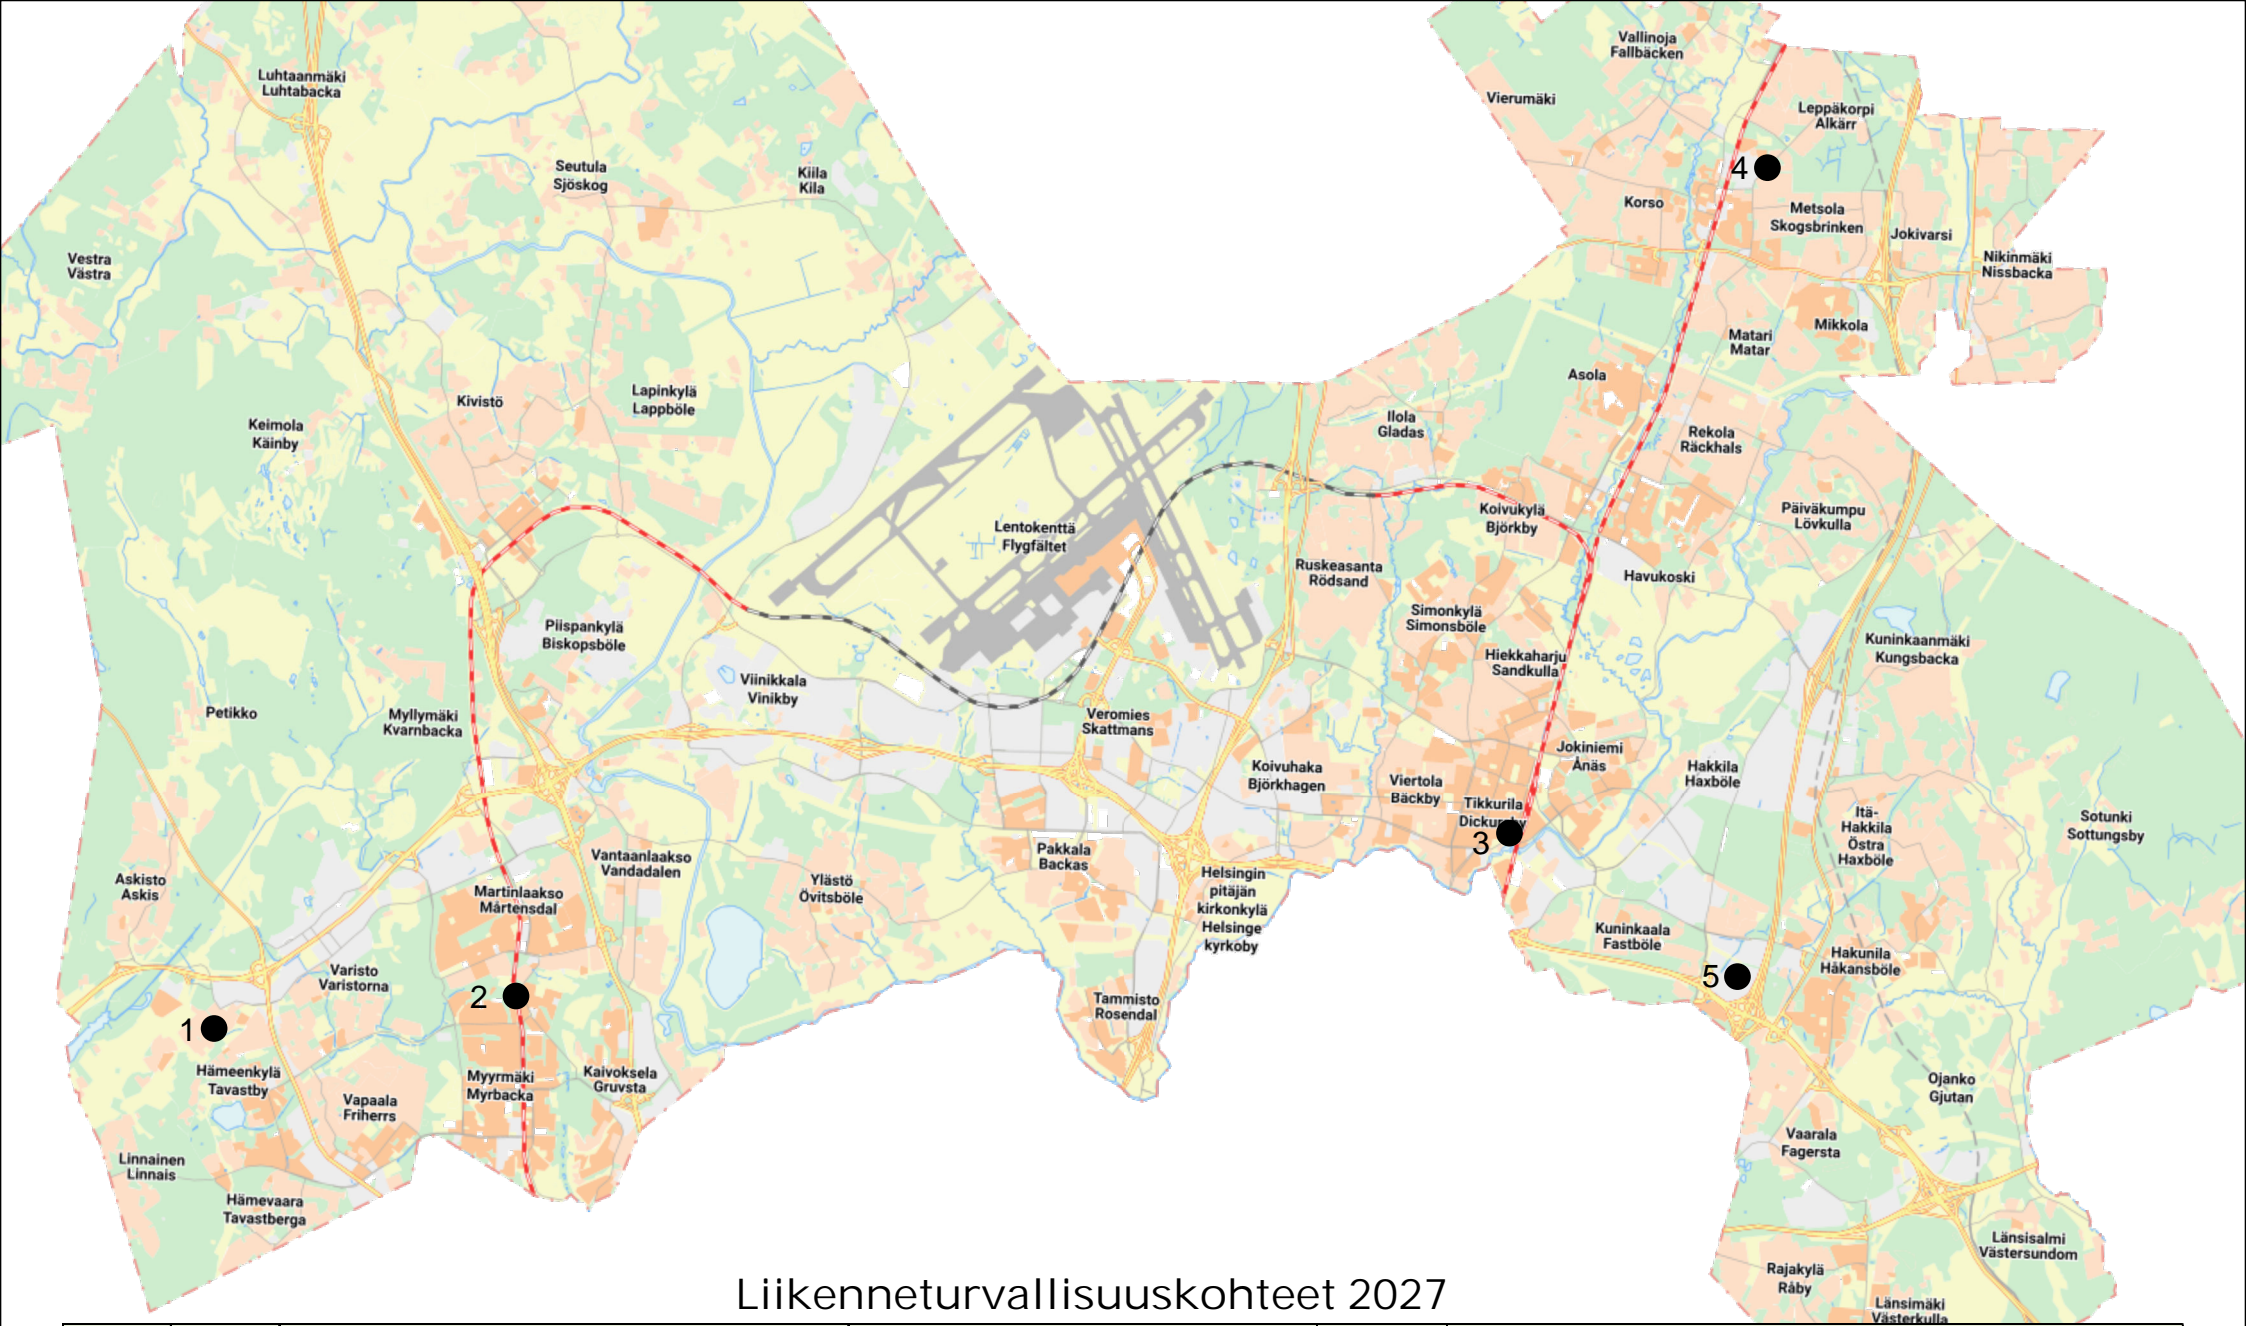 Vallinoja
Fallbäcken
Luhtaanmäki
Luhtabacka
Vierumäki
Leppäkorpi
Alkärr
4
Seutula
Sjöskog
Kiila
Kila
Korso
Metsola
Skogsbrinken
Jokivarsi
Vestra
Västra
Nikinmäki
Nissbacka
Mikkola
Matari
Matar
Asola
Kivistö
Lapinkylä
Lappböle
Keimola
Käinby
Ilola
Gladas
Rekola
Räckhals
Koivukylä
Björkby
Päiväkumpu
Lövkulla
Lentokenttä
Flygfältet
Ruskeasanta
Rödsand
Havukoski
Simonkylä
Simonsböle
Piispankylä
Biskopsböle
Kuninkaanmäki
Kungsbacka
Hiekkaharju
Sandkulla
Viinikkala
Vinikby
Petikko
Myllymäki
Kvarnbacka
Veromies
Skattmans
Jokiniemi
Ånäs
Koivuhaka
Björkhagen
Viertola
Bäckby
Hakkila
Haxböle
Tikkurila
Dickursby
3
Itä-
Hakkila
Östra
Haxböle
Sotunki
Sottungsby
Pakkala
Backas
Vantaanlaakso
Vandadalen
Askisto
Askis
Martinlaakso
Mårtensdal
Ylästö
Övitsböle
Helsingin
pitäjän
kirkonkylä
Helsinge
kyrkoby
Kuninkaala
Fastböle
Hakunila
Håkansböle
5
Varisto
Varistorna
2
1
Tammisto
Rosendal
Hämeenkylä
Tavastby
Myyrmäki
Myrbacka
Kaivoksela
Gruvsta
Vapaala
Friherrs
Ojanko
Gjutan
Vaarala
Fagersta
Linnainen
Linnais
Hämevaara
Tavastberga
Länsisalmi
Västersundom
Rajakylä
Råby
Länsimäki
Västerkulla
Liikenneturvallisuuskohteet 2027